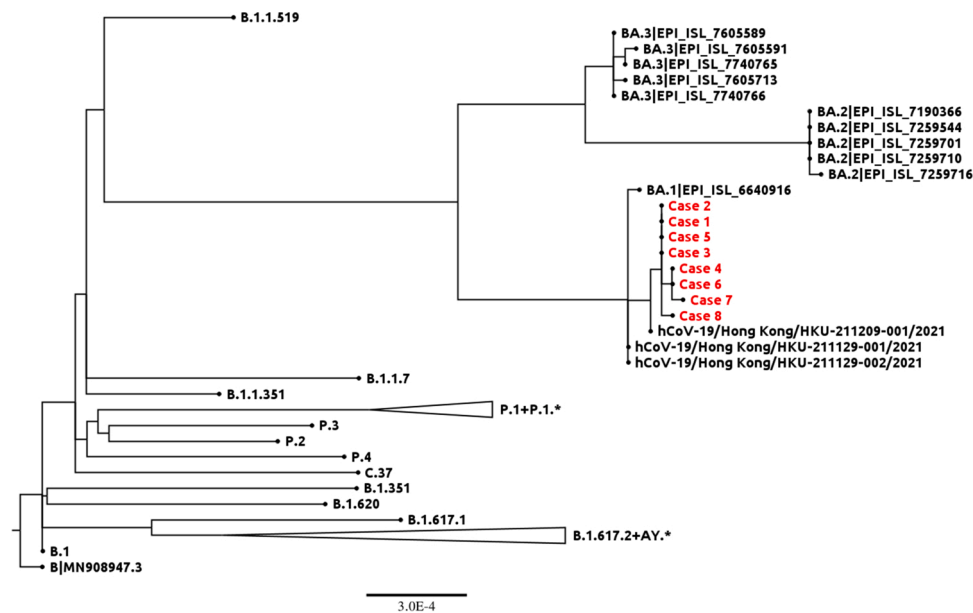 B.1.1.519
BA.3|EPI_ISL_7605589
BA.3|EPI_ISL_7605591
BA.3|EPI_ISL_7740765
BA.3|EPI_ISL_7605713
BA.3|EPI_ISL_7740766
BA.2|EPI_ISL_7190366
BA.2|EPI_ISL_7259544
BA.2|EPI_ISL_7259701
BA.2|EPI_ISL_7259710
BA.2|EPI_ISL_7259716
BA.1|EPI_ISL_6640916
Case 2
Case 1
Case 5
Case 3
Case 4
Case 6
Case 7
Case 8
hCoV-19/Hong Kong/HKU-211209-001/2021
hCoV-19/Hong Kong/HKU-211129-001/2021
hCoV-19/Hong Kong/HKU-211129-002/2021
B.1.1.7
B.1.1.351
P.1+P.1.*
P.3
P.2
P.4
C.37
B.1.351
B.1.620
B.1.617.1
B.1.617.2+AY.*
B.1
B|MN908947.3
3.0E-4